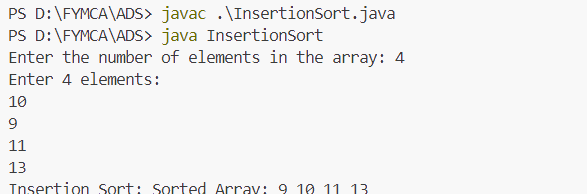 PS D:\FYMCA\ADS> javac .\InsertionSort.java
PS D:\FYMCA\ADS> java InsertionSort
Enter the number of elements in the array: 4
Enter 4 elements:
10
9
11
13
Insertion Sort: Sorted Array: 9 10 11 13